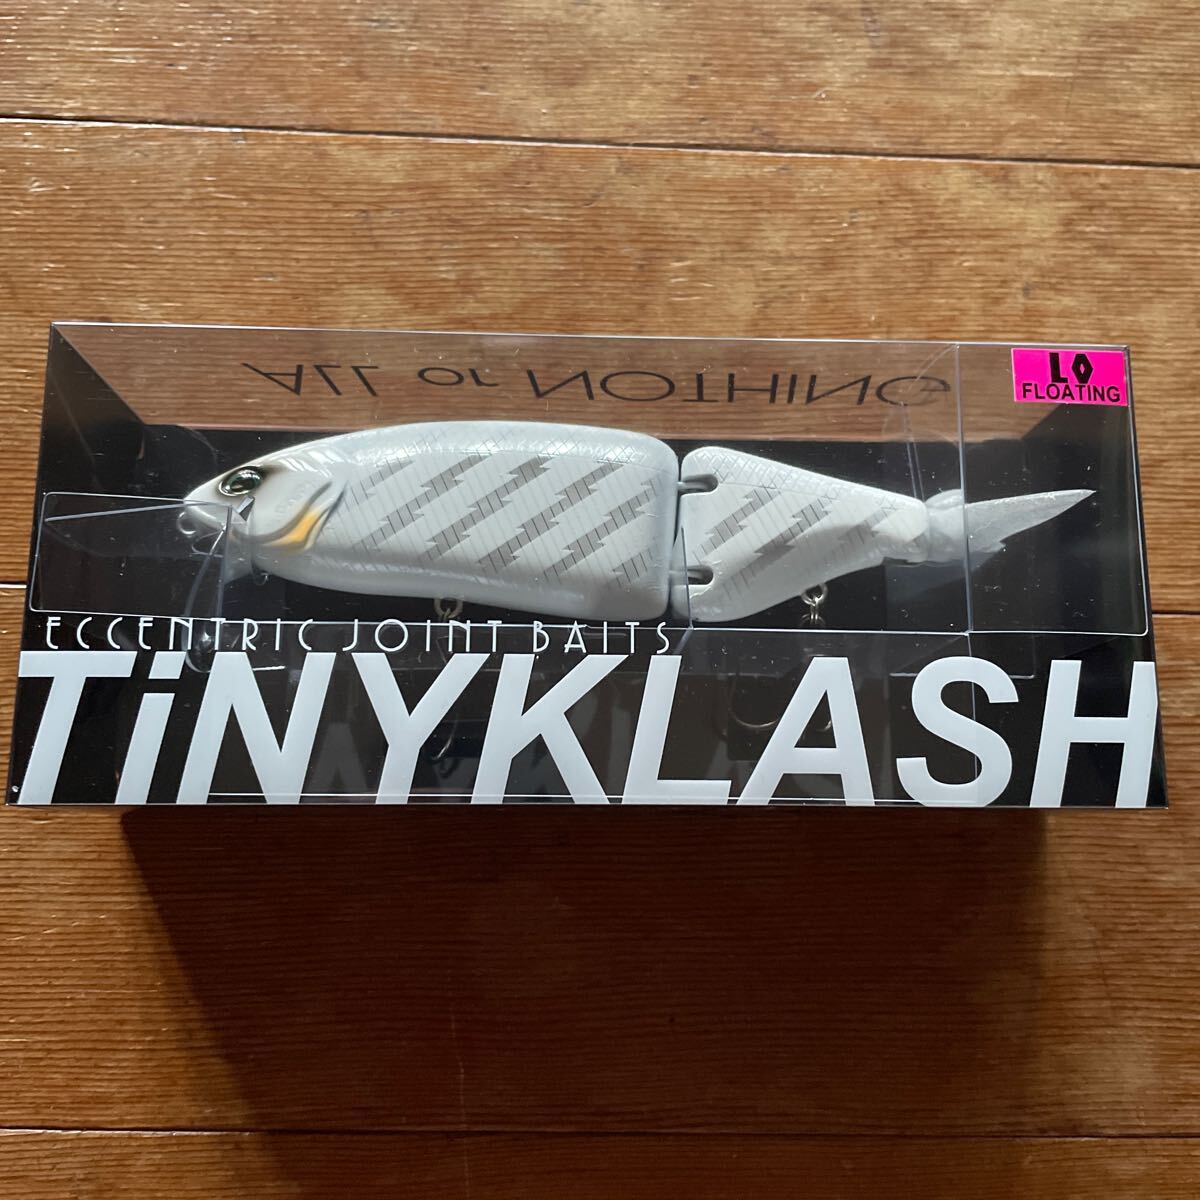 ALL or NOTHING
LO
FLOATING
ECCENTRIC JOINT BAITS
TiNYKLASH